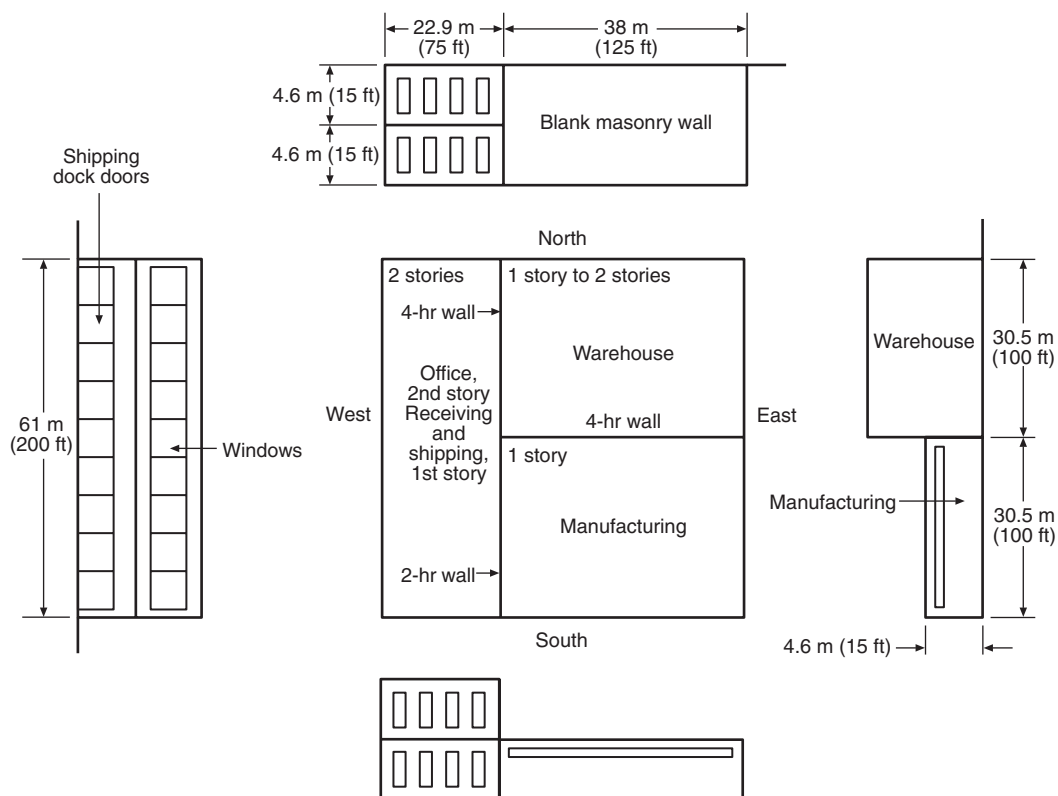 22.9 m
(75 ft)
38 m
(125 ft)
4.6 m (15 ft)
4.6 m (15 ft)
Blank masonry wall
Shipping
dock doors
North
2 stories
1 story to 2 stories
4-hr wall
Warehouse
Warehouse
30.5 m
(100 ft)
61 m
(200 ft)
Windows
West
Office,
2nd story
Receiving
and
shipping,
1st story
4-hr wall
East
1 story
Manufacturing
Manufacturing
30.5 m
(100 ft)
2-hr wall
South
4.6 m (15 ft)